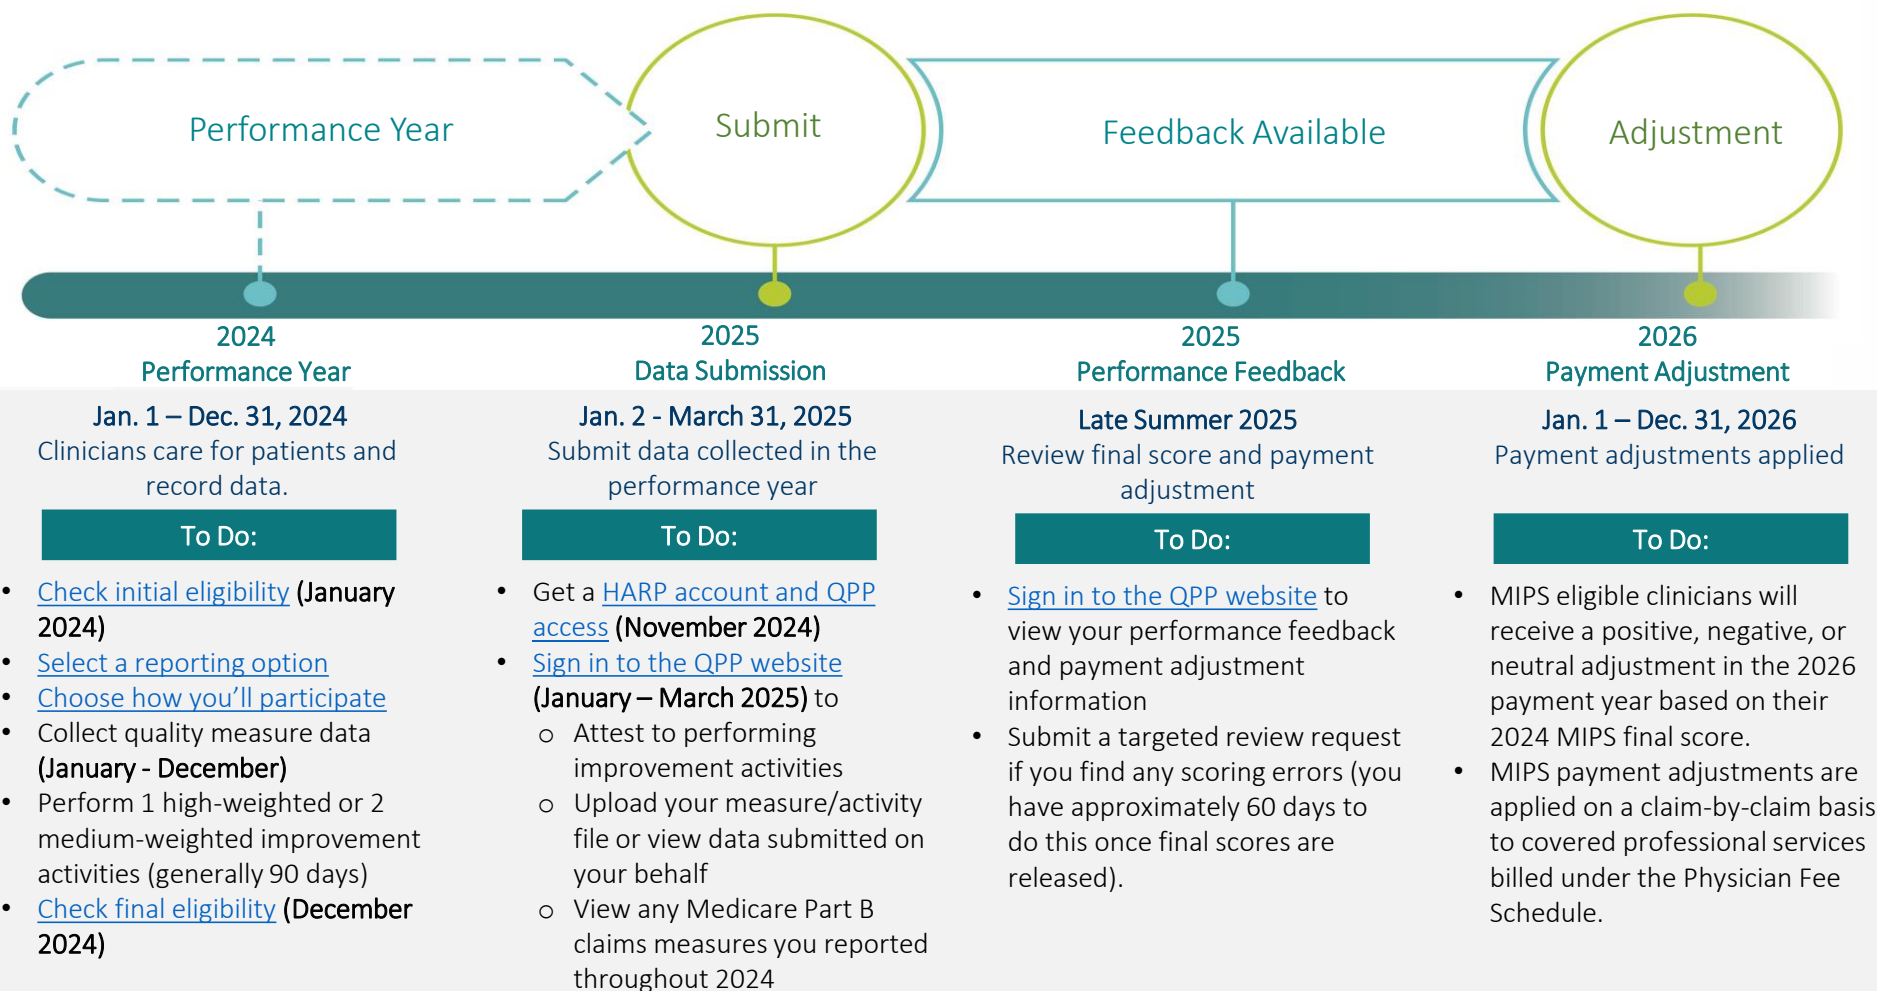 Performance Year
Submit
Feedback Available
Adjustment
2024
Performance Year
Jan. 1 – Dec. 31, 2024
Clinicians care for patients and
record data.
To Do:
• Check initial eligibility (January
2024)
• Select a reporting option
• Choose how you’ll participate
• Collect quality measure data
(January - December)
• Perform 1 high-weighted or 2
medium-weighted improvement
activities (generally 90 days)
• Check final eligibility (December
2024)
2025
Data Submission
Jan. 2 - March 31, 2025
Submit data collected in the
performance year
To Do:
• Get a HARP account and QPP
access (November 2024)
• Sign in to the QPP website
(January – March 2025) to
o Attest to performing
improvement activities
o Upload your measure/activity
file or view data submitted on
your behalf
o View any Medicare Part B
claims measures you reported
throughout 2024
2025
Performance Feedback
Late Summer 2025
Review final score and payment
adjustment
To Do:
• Sign in to the QPP website to
view your performance feedback
and payment adjustment
information
• Submit a targeted review request
if you find any scoring errors (you
have approximately 60 days to
do this once final scores are
released).
2026
Payment Adjustment
Jan. 1 – Dec. 31, 2026
Payment adjustments applied
To Do:
• MIPS eligible clinicians will
receive a positive, negative, or
neutral adjustment in the 2026
payment year based on their
2024 MIPS final score.
• MIPS payment adjustments are
applied on a claim-by-claim basis
to covered professional services
billed under the Physician Fee
Schedule.